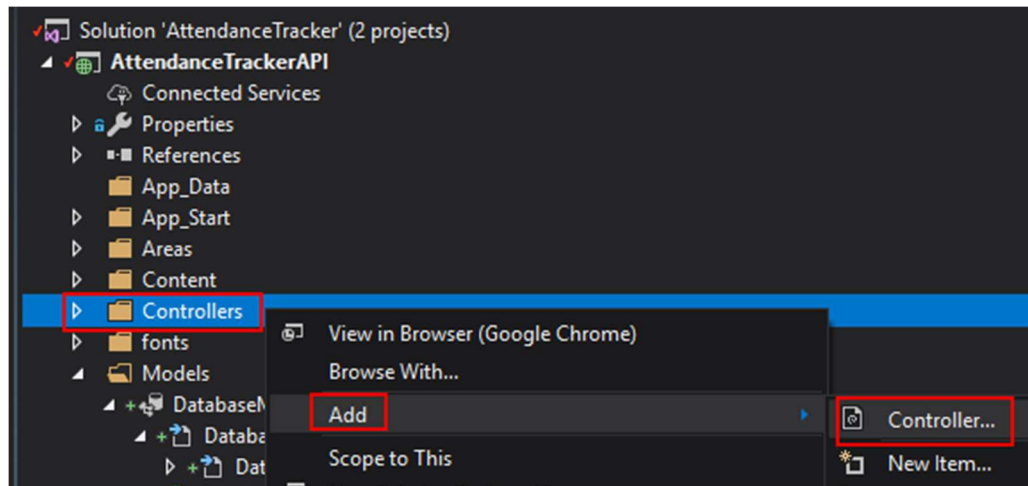 Solution 'AttendanceTracker' (2 projects)
AttendanceTrackerAPI
Connected Services
Properties
References
App_Data
App_Start
Areas
Content
Controllers
fonts
Models
View in Browser (Google Chrome)
Browse With...
Add
Scope to This
Controller...
New Item...